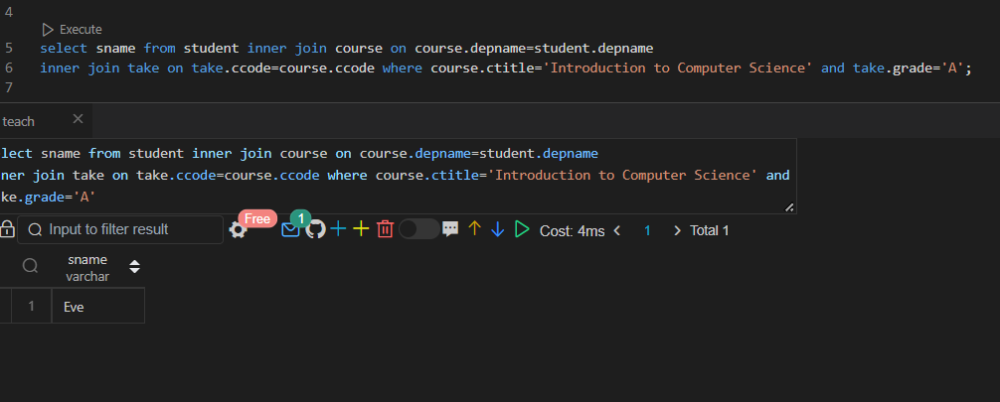 4
Execute
5 select sname from student inner join course on course.depname=student.depname
6 inner join take on take.ccode=course.ccode where course.ctitle='Introduction to Computer Science' and take.grade='A';
7
teach
lect sname from student inner join course on course.depname=student.depname
ner join take on take.ccode=course.ccode where course.ctitle='Introduction to Computer Science' and
ke.grade='A'
Input to filter result Free 1 Cost: 4ms 1 Total 1
sname
varchar
1 Eve